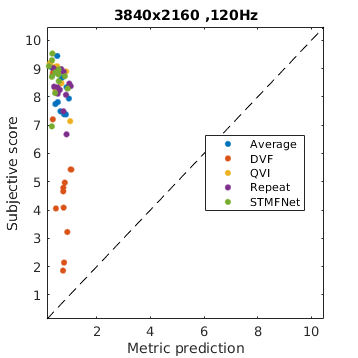 3840x2160 ,120Hz
Subjective score
10
9
8
7
6
5
4
3
2
1
Average
DVF
QVI
Repeat
STMFNet
2 4 6 8 10
Metric prediction